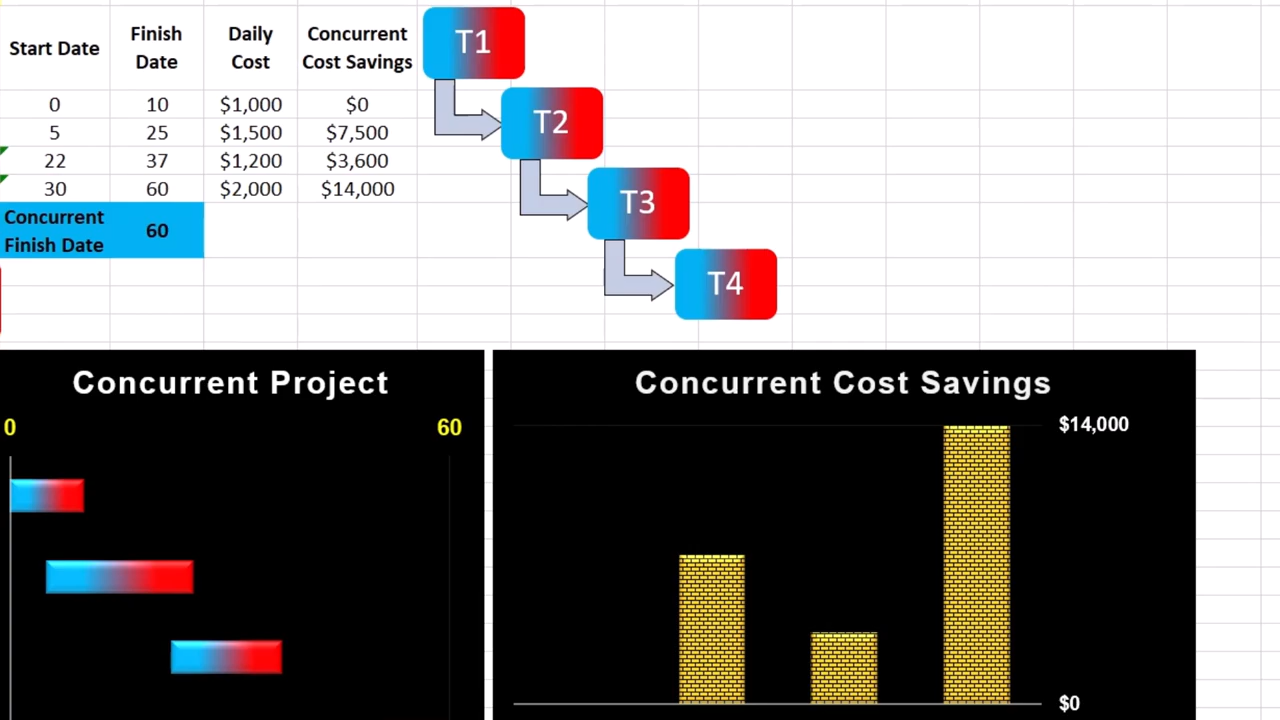 Start Date Finish Date Daily Cost Concurrent Cost Savings
0 10 $1,000 $0
5 25 $1,500 $7,500
22 37 $1,200 $3,600
30 60 $2,000 $14,000
Concurrent Finish Date 60
T1
T2
T3
T4
Concurrent Project
0 60
Concurrent Cost Savings
$14,000
$0